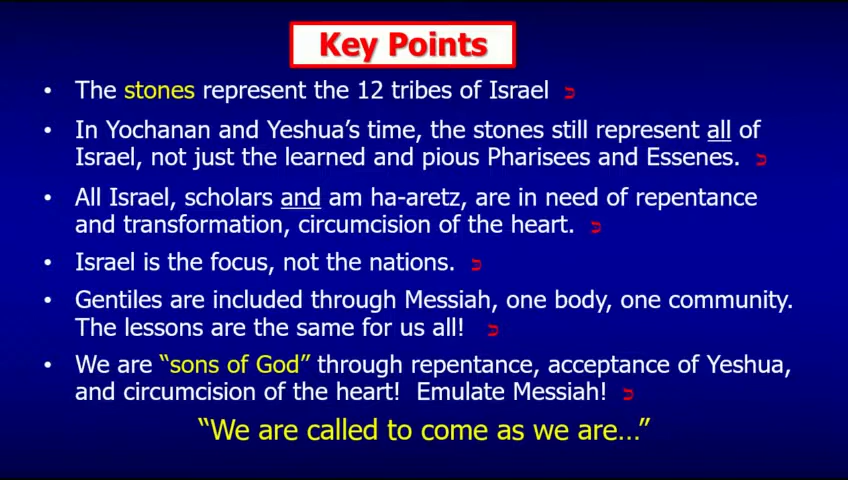 Key Points
• The stones represent the 12 tribes of Israel כ
• In Yochanan and Yeshua’s time, the stones still represent all of
Israel, not just the learned and pious Pharisees and Essenes. כ
• All Israel, scholars and am ha-aretz, are in need of repentance
and transformation, circumcision of the heart. כ
• Israel is the focus, not the nations. כ
• Gentiles are included through Messiah, one body, one community.
The lessons are the same for us all! כ
• We are “sons of God” through repentance, acceptance of Yeshua,
and circumcision of the heart! Emulate Messiah! כ
“We are called to come as we are…”